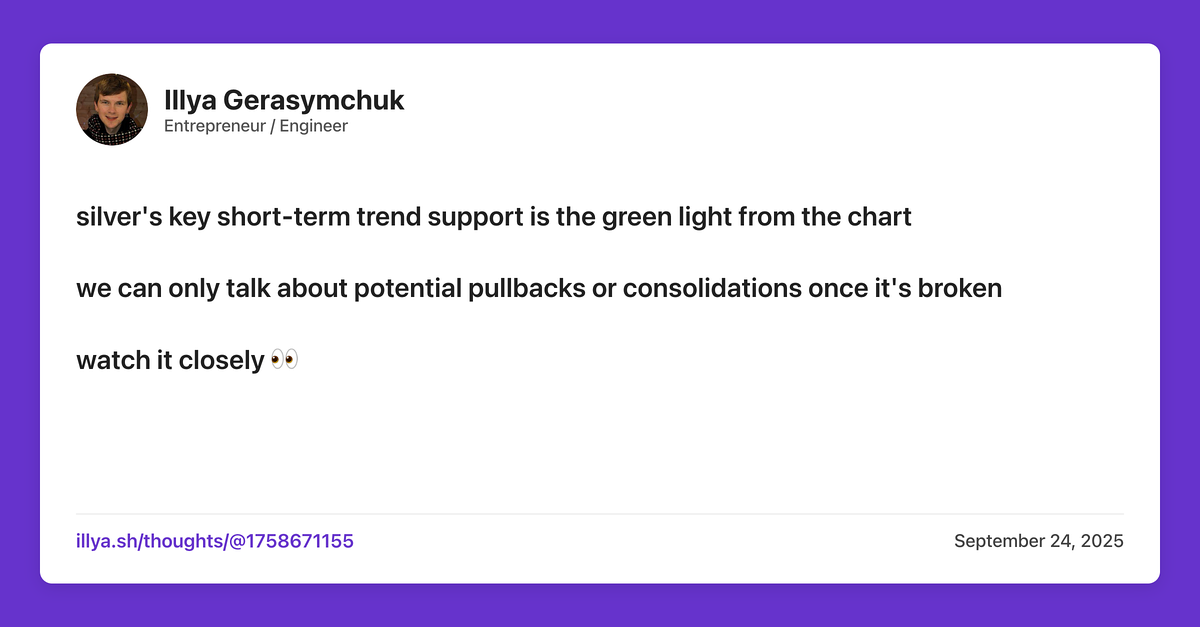 Illya Gerasymchuk
Entrepreneur / Engineer
silver's key short-term trend support is the green light from the chart
we can only talk about potential pullbacks or consolidations once it's broken
watch it closely 👀
illya.sh/thoughts/@1758671155
September 24, 2025